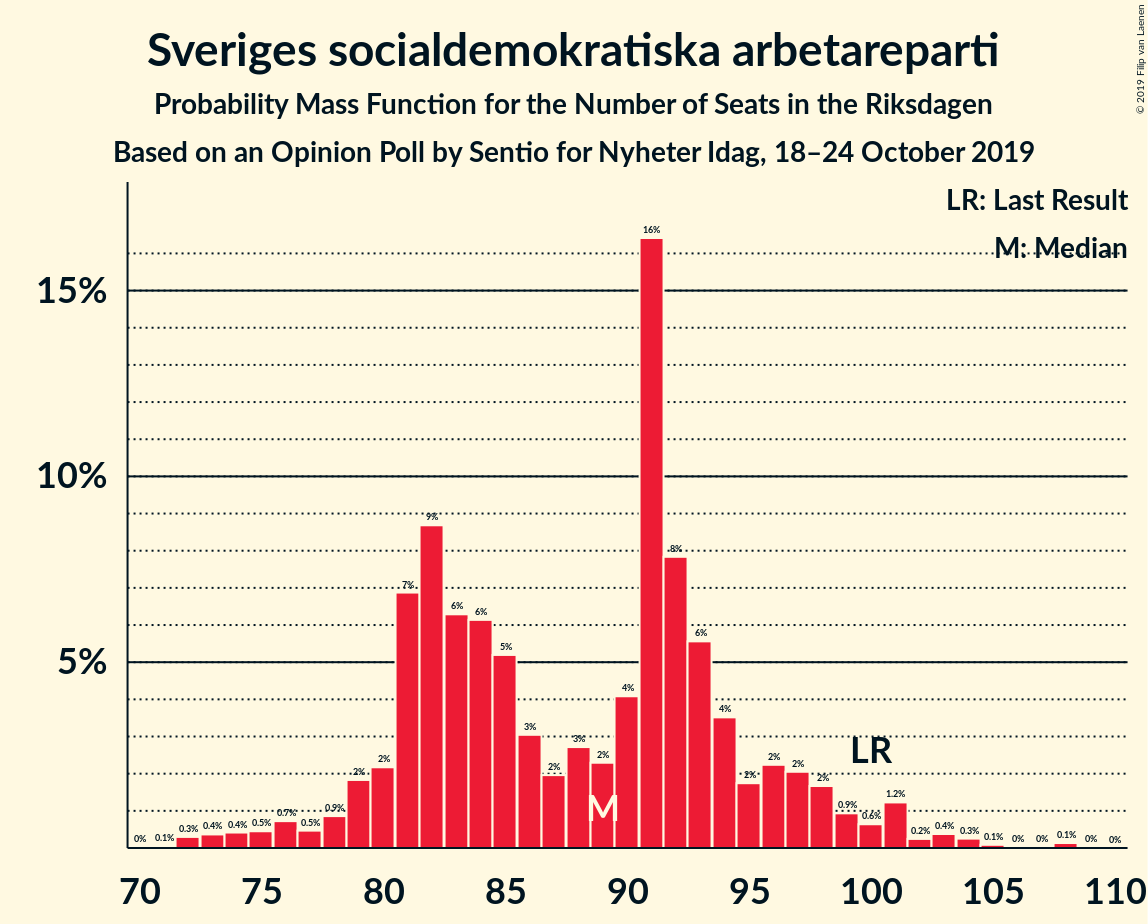 Sveriges socialdemokratiska arbetareparti
Probability Mass Function for the Number of Seats in the Riksdagen
Based on an Opinion Poll by Sentio for Nyheter Idag, 18–24 October 2019
© 2019 Filip van Laenen
LR: Last Result
M: Median
15%
10%
5%
0% 0.1% 0.3% 0.4% 0.4% 0.5% 0.7% 0.5% 0.9% 2% 2% 7% 9% 6% 6% 5% 3% 2% 3% 2% 4% 16% 8% 6% 4% 2% 2% 2% 2% 0.9% 0.6% 1.2% 0.2% 0.4% 0.3% 0.1% 0% 0% 0.1% 0% 0%
LR
M
70 75 80 85 90 95 100 105 110